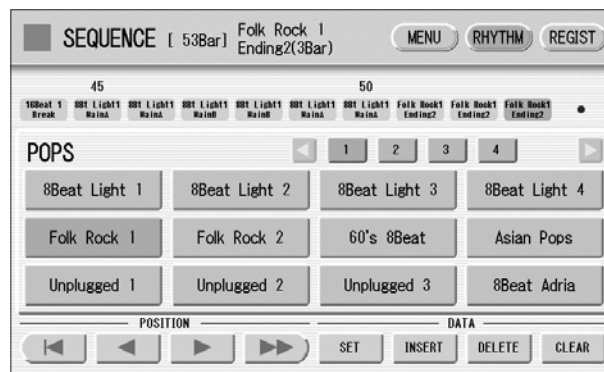 SEQUENCE [ 53Bar] Folk Rock 1 Ending2(3Bar) MENU RHYTHM REGIST
45 50
16Beat 1 Break 8Bt Light1 MainA 8Bt Light1 MainA 8Bt Light1 MainB 8Bt Light1 MainB 8Bt Light1 MainA 8Bt Light1 MainA Folk Rock1 Ending2 Folk Rock1 Ending2 Folk Rock1 Ending2
POPS 1 2 3 4
8Beat Light 1 8Beat Light 2 8Beat Light 3 8Beat Light 4
Folk Rock 1 Folk Rock 2 60's 8Beat Asian Pops
Unplugged 1 Unplugged 2 Unplugged 3 8Beat Adria
POSITION DATA
SET INSERT DELETE CLEAR